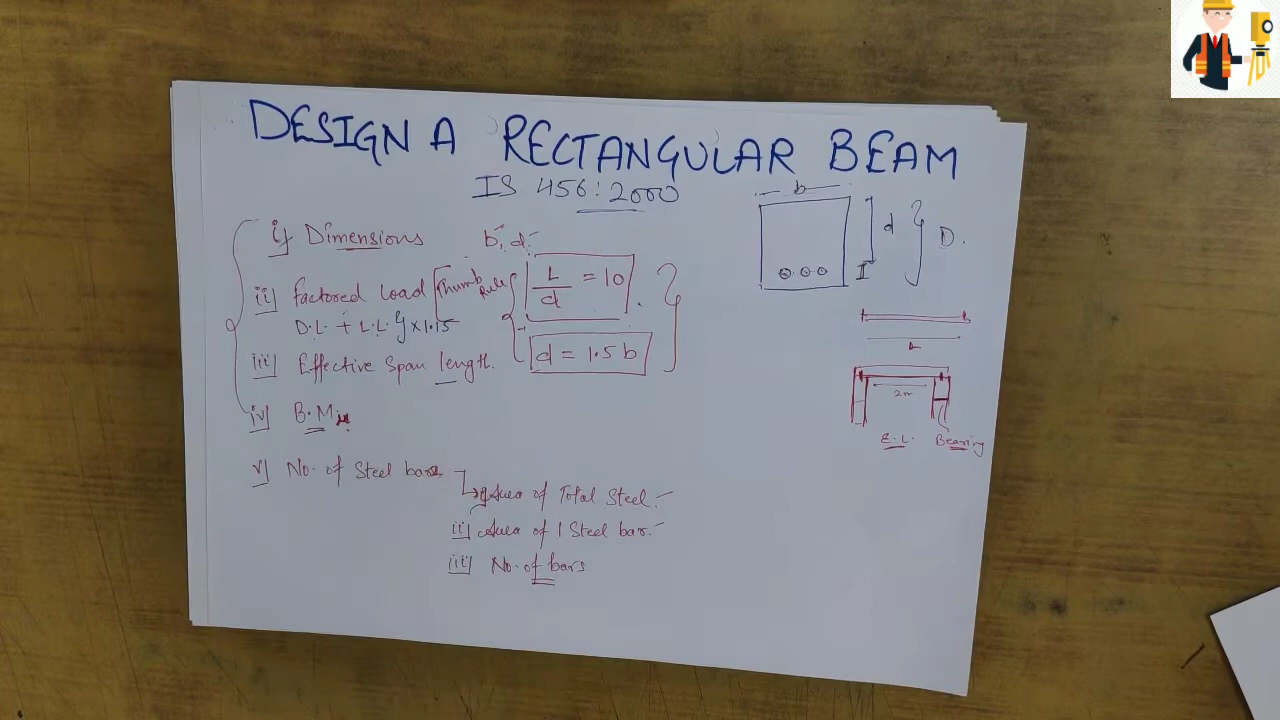 DESIGN A RECTANGULAR BEAM
IS 456:2000
i) Dimensions b, d.
ii) Factored Load [Thumb Rule
L/d = 10
D.L. + L.L. } x 1.15
d = 1.5 b
iii) Effective Span length.
iv) B.M
v) No. of Steel bars
i) Area of Total Steel.
ii) Area of 1 Steel bar.
iii) No. of bars
b
d
D.
L
2m
E.L. Bearing